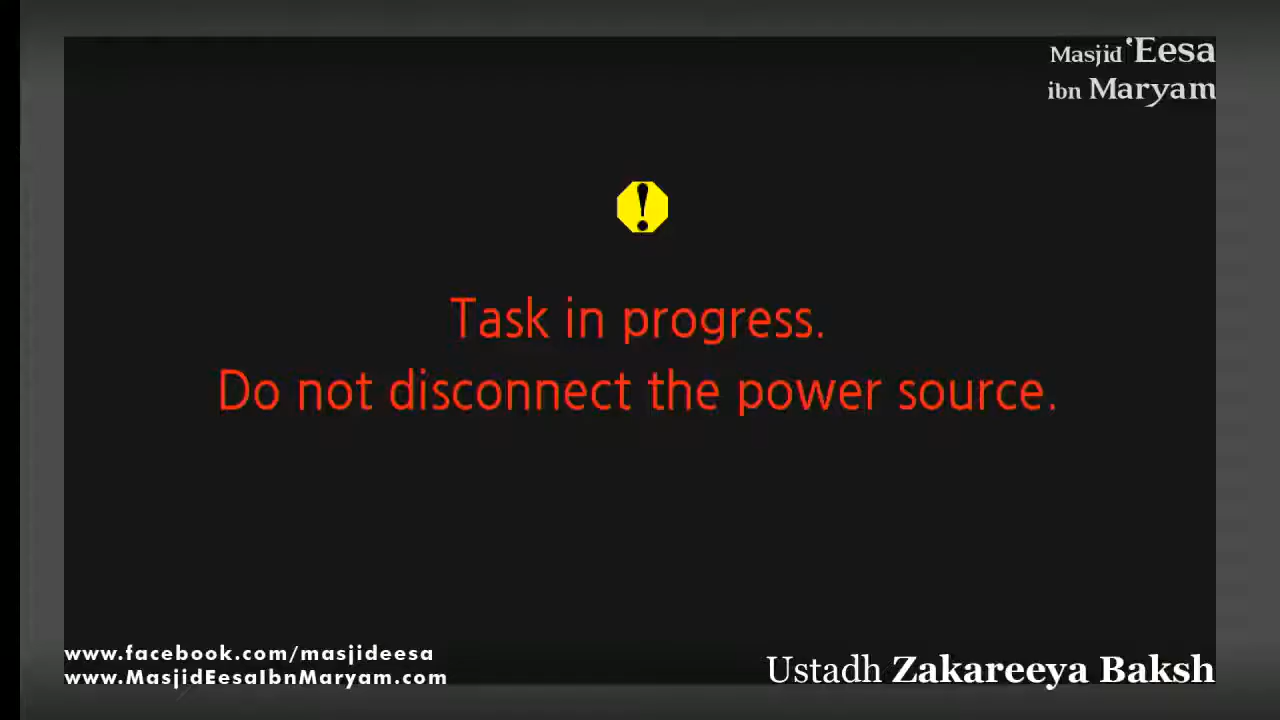 Masjid ‘Eesa
ibn Maryam
!
Task in progress.
Do not disconnect the power source.
www.facebook.com/masjideesa
www.MasjidEesaIbnMaryam.com
Ustadh Zakareeya Baksh